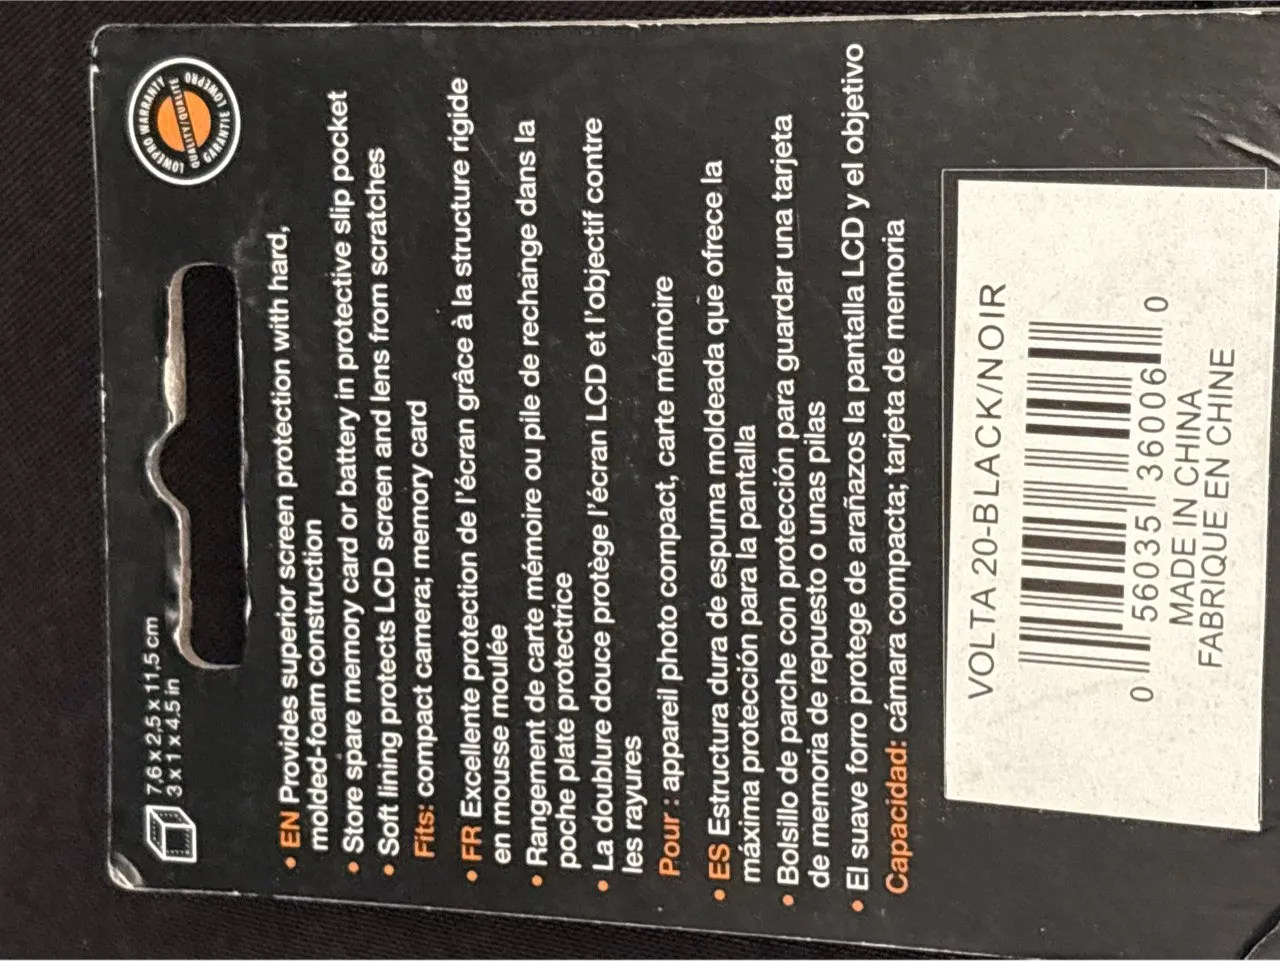 LOWEPRO WARRANTY
QUALITY/QUALITÉ
GARANTIE LOWEPRO
7,6 x 2,5 x 11,5 cm
3 x 1 x 4.5 in
• EN Provides superior screen protection with hard,
molded-foam construction
• Store spare memory card or battery in protective slip pocket
• Soft lining protects LCD screen and lens from scratches
Fits: compact camera; memory card
• FR Excellente protection de l'écran grâce à la structure rigide
en mousse moulée
• Rangement de carte mémoire ou pile de rechange dans la
poche plate protectrice
• La doublure douce protège l'écran LCD et l'objectif contre
les rayures
Pour : appareil photo compact, carte mémoire
• ES Estructura dura de espuma moldeada que ofrece la
máxima protección para la pantalla
• Bolsillo de parche con protección para guardar una tarjeta
de memoria de repuesto o unas pilas
• El suave forro protege de arañazos la pantalla LCD y el objetivo
Capacidad: cámara compacta; tarjeta de memoria
VOLTA 20-BLACK/NOIR
0 56035 36006 0
MADE IN CHINA
FABRIQUE EN CHINE